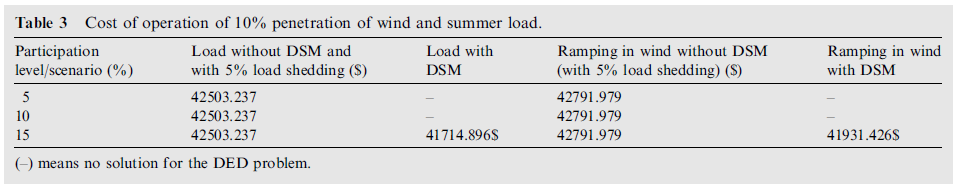 Table 3 Cost of operation of 10% penetration of wind and summer load.
Participation Load without DSM and Load with Ramping in wind without DSM Ramping in wind
level/scenario (%) with 5% load shedding ($) DSM (with 5% load shedding) ($) with DSM
5 42503.237 – 42791.979 –
10 42503.237 – 42791.979 –
15 42503.237 41714.896$ 42791.979 41931.426$
(–) means no solution for the DED problem.